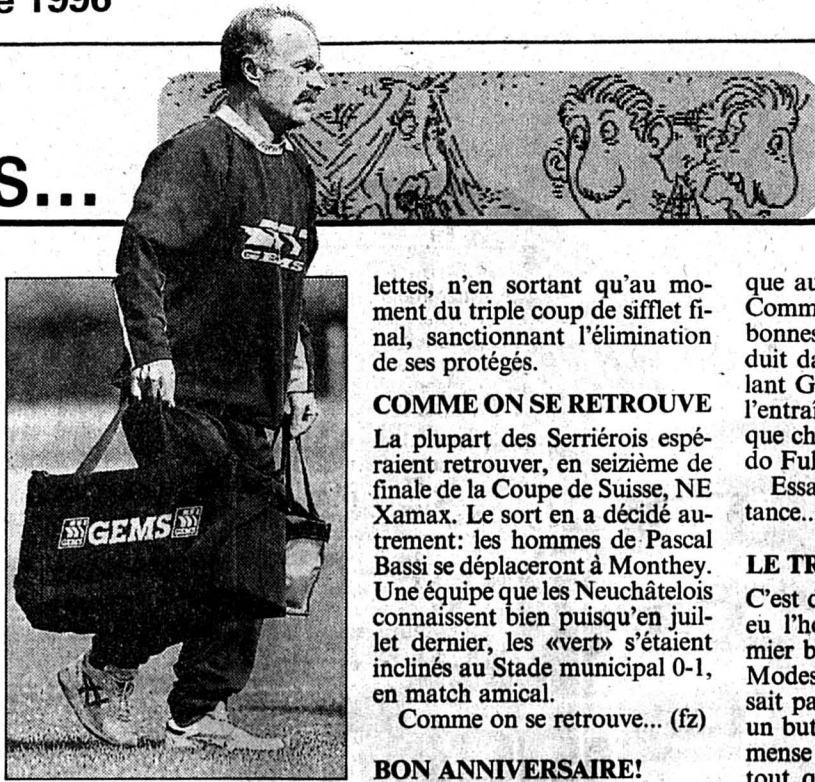 1996
S...
GEMS
GEMS
GEMS
GEMS
lettes, n'en sortant qu'au mo-
ment du triple coup de sifflet fi-
nal, sanctionnant l'élimination
de ses protégés.
COMME ON SE RETROUVE
La plupart des Serriérois espé-
raient retrouver, en seizième de
finale de la Coupe de Suisse, NE
Xamax. Le sort en a décidé au-
trement: les hommes de Pascal
Bassi se déplaceront à Monthey.
Une équipe que les Neuchâtelois
connaissent bien puisqu'en juil-
let dernier, les «vert» s'étaient
inclinés au Stade municipal 0-1,
en match amical.
Comme on se retrouve... (fz)
BON ANNIVERSAIRE!
que au
Comm
bonnes
duit da
lant G
l'entraî
que ch
do Ful
Essa
tance..
LE TR
C'est d
eu l'ho
mier b
Modes
sait pa
un but
mense
tout q